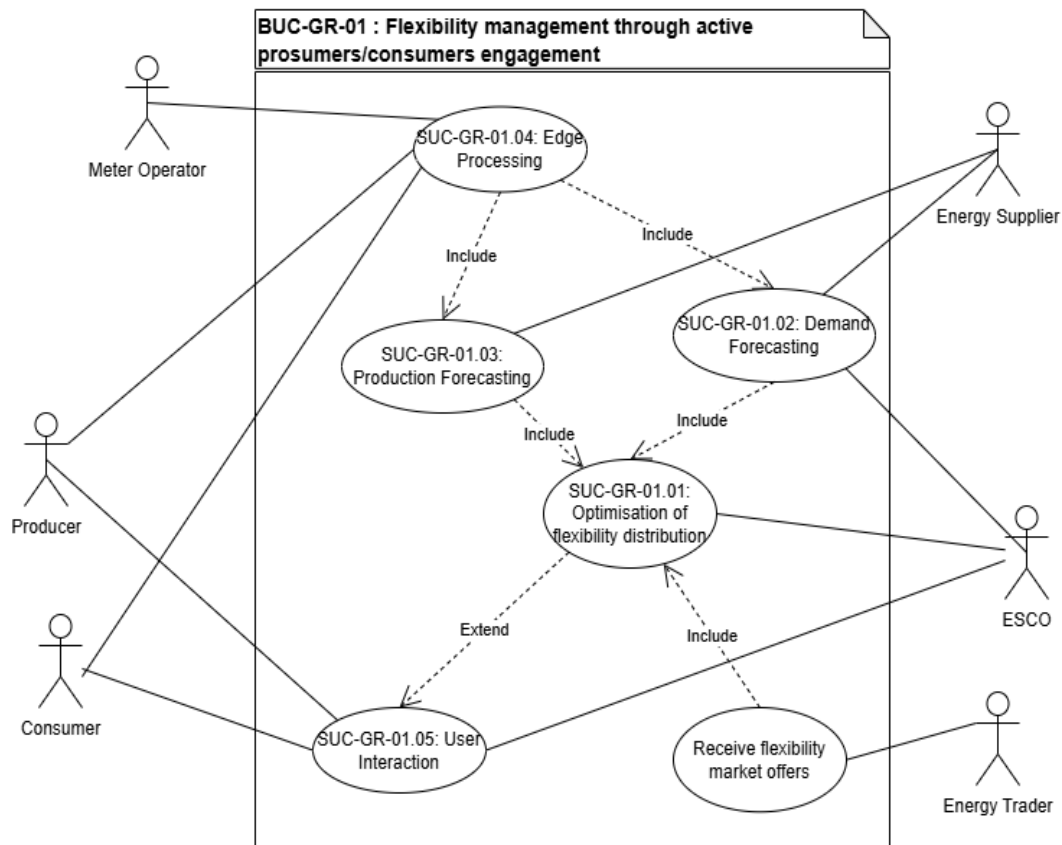 BUC-GR-01 : Flexibility management through active
prosumers/consumers engagement
Meter Operator
SUC-GR-01.04: Edge
Processing
Energy Supplier
Include
Include
SUC-GR-01.03:
Production Forecasting
SUC-GR-01.02: Demand
Forecasting
Include
Include
Producer
SUC-GR-01.01:
Optimisation of
flexibility distribution
ESCO
Extend
Include
Consumer
SUC-GR-01.05: User
Interaction
Receive flexibility
market offers
Energy Trader